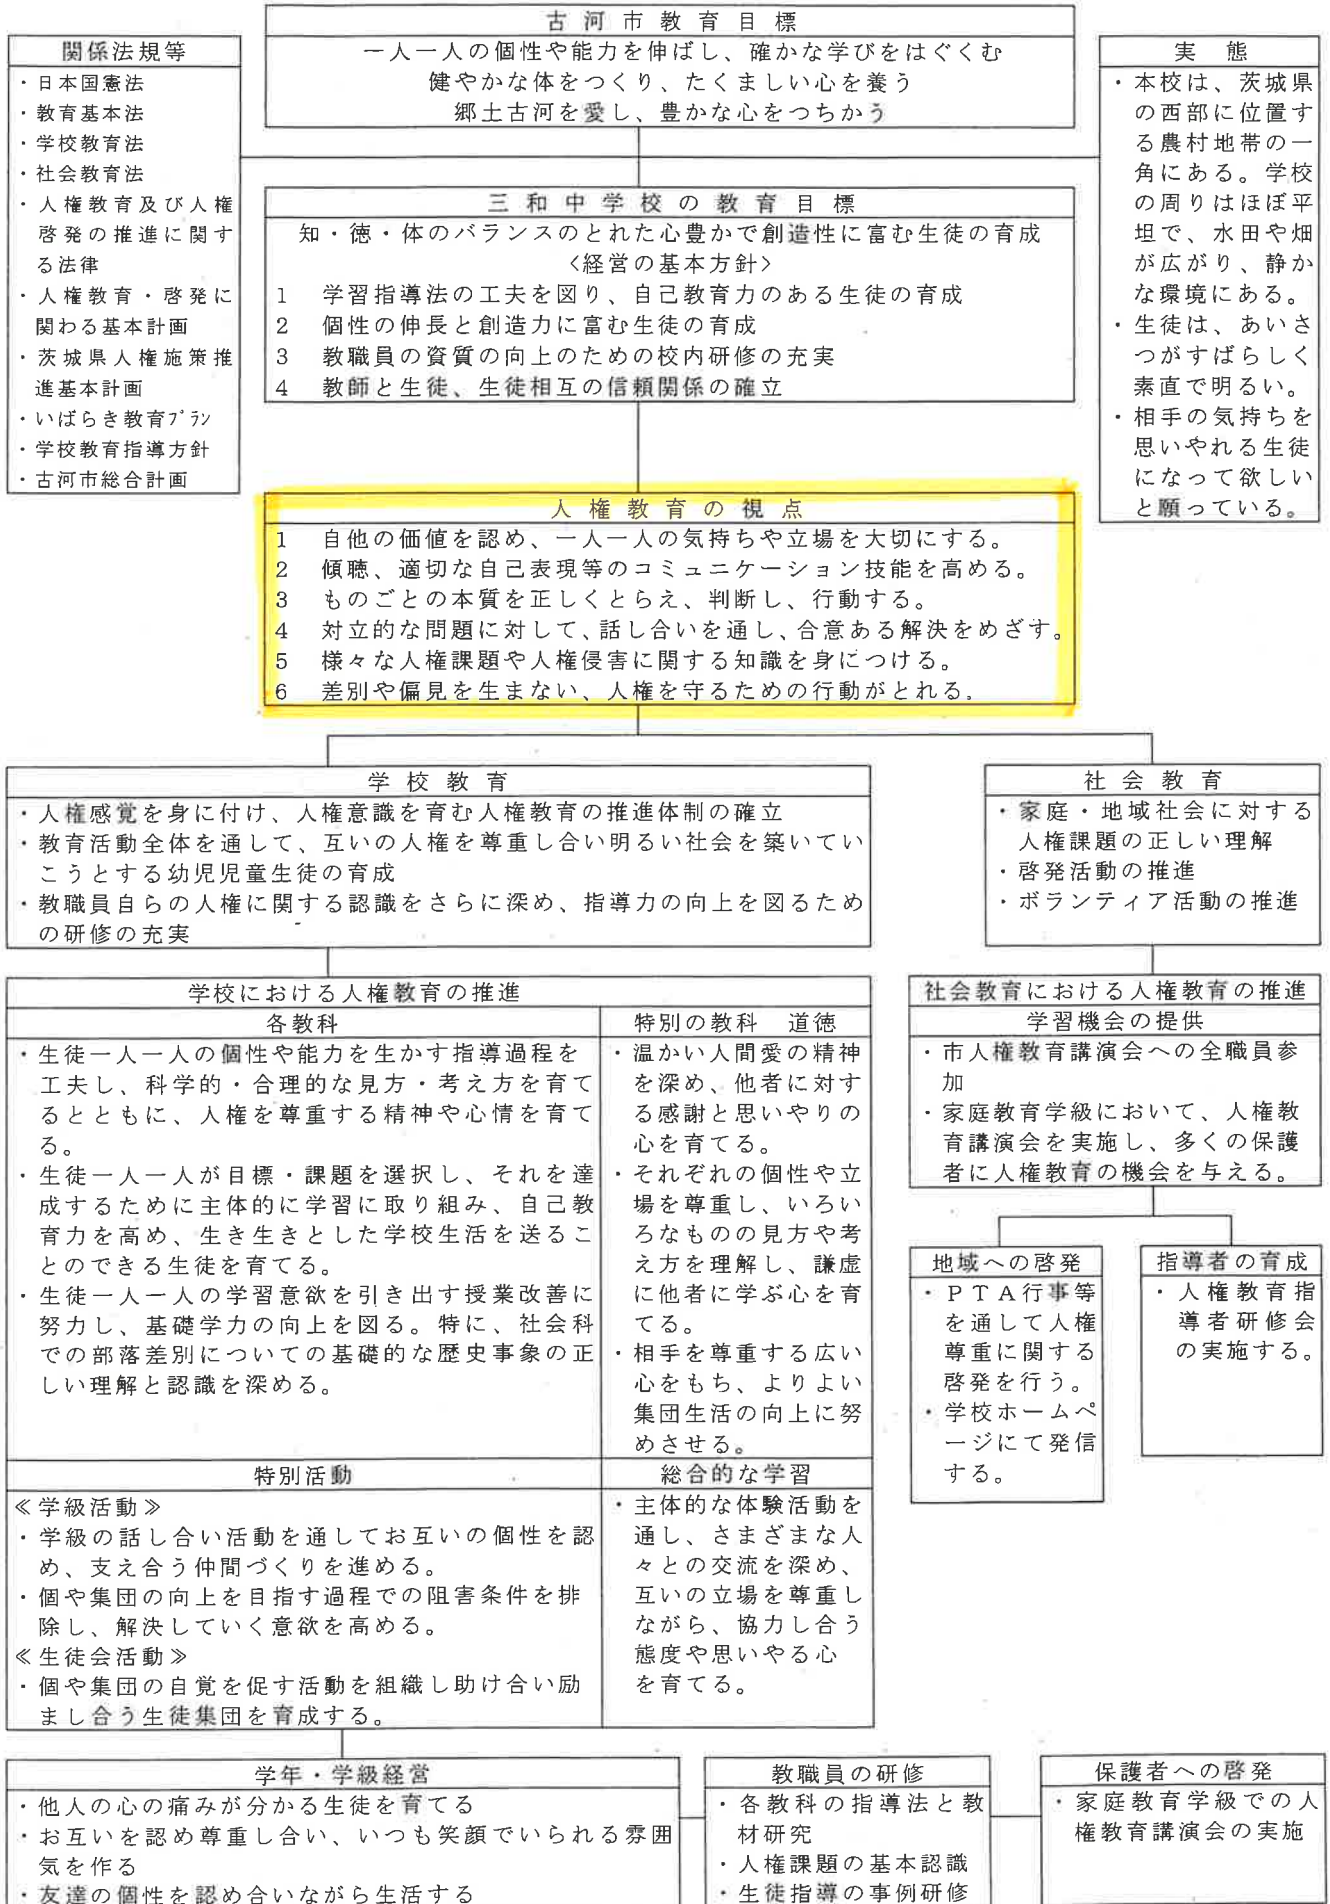 古河市教育目標
一人一人の個性や能力を伸ばし、確かな学びをはぐくむ
健やかな体をつくり、たくましい心を養う
郷土古河を愛し、豊かな心をつちかう
関係法規等
・日本国憲法
・教育基本法
・学校教育法
・社会教育法
・人権教育及び人権
啓発の推進に関す
る法律
・人権教育・啓発に
関わる基本計画
・茨城県人権施策推
進基本計画
・いばらき教育プラン
・学校教育指導方針
・古河市総合計画
実態
・本校は、茨城県
の西部に位置す
る農村地帯の一
角にある。学校
の周りはほぼ平
坦で、水田や畑
が広がり、静か
な環境にある。
・生徒は、あいさ
つがすばらしく
素直で明るい。
・相手の気持ちを
思いやれる生徒
になって欲しい
と願っている。
三和中学校の教育目標
知・徳・体のバランスのとれた心豊かで創造性に富む生徒の育成
<経営の基本方針>
1 学習指導法の工夫を図り、自己教育力のある生徒の育成
2 個性の伸長と創造力に富む生徒の育成
3 教職員の資質の向上のための校内研修の充実
4 教師と生徒、生徒相互の信頼関係の確立
人権教育の視点
1 自他の価値を認め、一人一人の気持ちや立場を大切にする。
2 傾聴、適切な自己表現等のコミュニケーション技能を高める。
3 ものごとの本質を正しくとらえ、判断し、行動する。
4 対立的な問題に対して、話し合いを通し、合意ある解決をめざす。
5 様々な人権課題や人権侵害に関する知識を身につける。
6 差別や偏見を生まない、人権を守るための行動がとれる。
学校教育
・人権感覚を身に付け、人権意識を育む人権教育の推進体制の確立
・教育活動全体を通して、互いの人権を尊重し合い明るい社会を築いてい
こうとする幼児児童生徒の育成
・教職員自らの人権に関する認識をさらに深め、指導力の向上を図るため
の研修の充実
社会教育
・家庭・地域社会に対する
人権課題の正しい理解
・啓発活動の推進
・ボランティア活動の推進
学校における人権教育の推進
各教科
・生徒一人一人の個性や能力を生かす指導過程を
工夫し、科学的・合理的な見方・考え方を育て
るとともに、人権を尊重する精神や心情を育て
る。
・生徒一人一人が目標・課題を選択し、それを達
成するために主体的に学習に取り組み、自己教
育力を高め、生き生きとした学校生活を送るこ
とのできる生徒を育てる。
・生徒一人一人の学習意欲を引き出す授業改善に
努力し、基礎学力の向上を図る。特に、社会科
での部落差別についての基礎的な歴史事象の正
しい理解と認識を深める。
特別の教科 道徳
・温かい人間愛の精神
を深め、他者に対す
る感謝と思いやりの
心を育てる。
・それぞれの個性や立
場を尊重し、いろい
ろなものの見方や考
え方を理解し、謙虚
に他者に学ぶ心を育
てる。
・相手を尊重する広い
心をもち、よりよい
集団生活の向上に努
めさせる。
特別活動
≪学級活動≫
・学級の話し合い活動を通してお互いの個性を認
め、支え合う仲間づくりを進める。
・個や集団の向上を目指す過程での阻害条件を排
除し、解決していく意欲を高める。
≪生徒会活動≫
・個や集団の自覚を促す活動を組織し助け合い励
まし合う生徒集団を育成する。
総合的な学習
・主体的な体験活動を
通し、さまざまな人
々との交流を深め、
互いの立場を尊重し
ながら、協力し合う
態度や思いやる心
を育てる。
社会教育における人権教育の推進
学習機会の提供
・市人権教育講演会への全職員参
加
・家庭教育学級において、人権教
育講演会を実施し、多くの保護
者に人権教育の機会を与える。
地域への啓発
・PTA行事等
を通して人権
尊重に関する
啓発を行う。
・学校ホームペ
ージにて発信
する。
指導者の育成
・人権教育指
導者研修会
の実施する。
学年・学級経営
・他人の心の痛みが分かる生徒を育てる
・お互いを認め尊重し合い、いつも笑顔でいられる雰囲
気を作る
・友達の個性を認め合いながら生活する
教職員の研修
・各教科の指導法と教
材研究
・人権課題の基本認識
・生徒指導の事例研修
保護者への啓発
・家庭教育学級での人
権教育講演会の実施